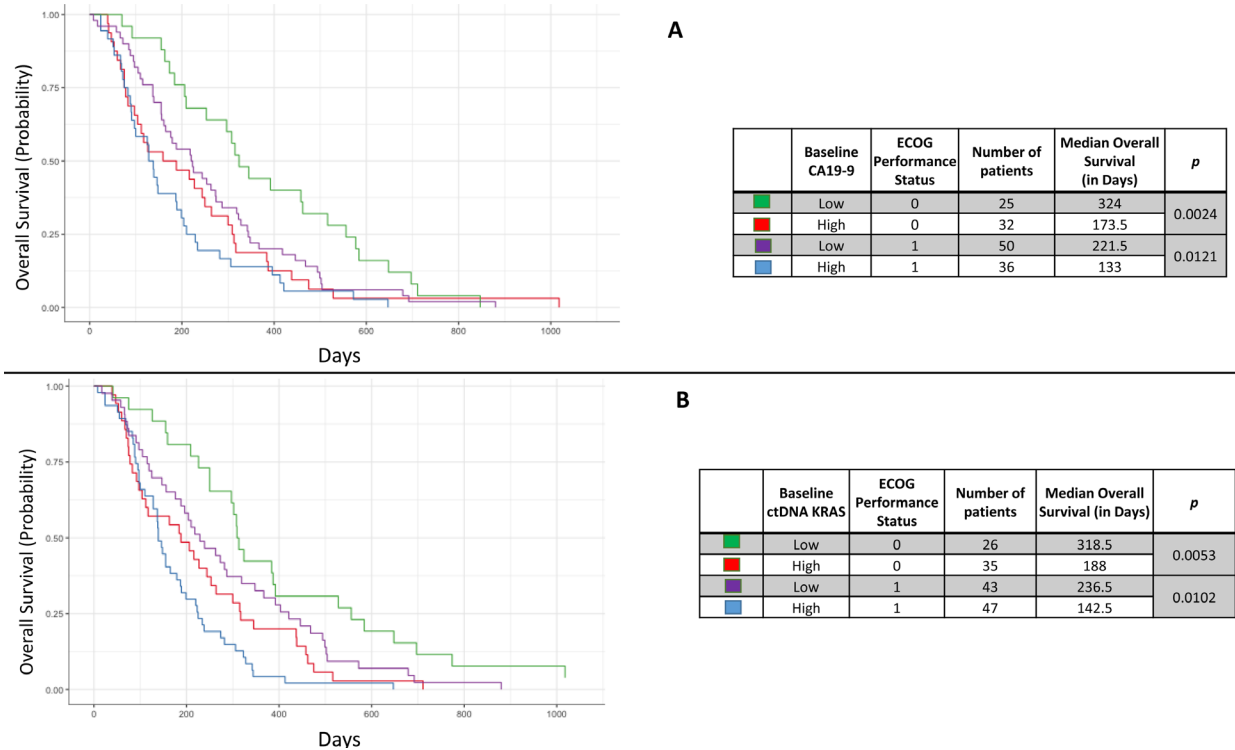 A
Overall Survival (Probability)
1.00
0.75
0.50
0.25
0.00
0 200 400 600 800 1000
Days
Baseline CA19-9 ECOG Performance Status Number of patients Median Overall Survival (in Days) p
Low 0 25 324 0.0024
High 0 32 173.5
Low 1 50 221.5 0.0121
High 1 36 133
B
Overall Survival (Probability)
1.00
0.75
0.50
0.25
0.00
0 200 400 600 800 1000
Days
Baseline ctDNA KRAS ECOG Performance Status Number of patients Median Overall Survival (in Days) p
Low 0 26 318.5 0.0053
High 0 35 188
Low 1 43 236.5 0.0102
High 1 47 142.5